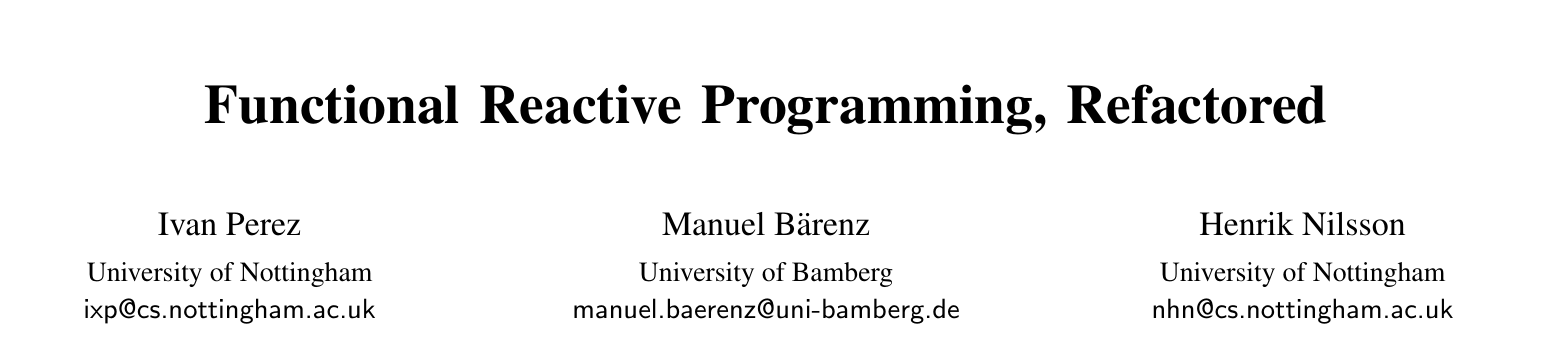 Functional Reactive Programming, Refactored
Ivan Perez
University of Nottingham
ixp@cs.nottingham.ac.uk
Manuel Bärenz
University of Bamberg
manuel.baerenz@uni-bamberg.de
Henrik Nilsson
University of Nottingham
nhn@cs.nottingham.ac.uk